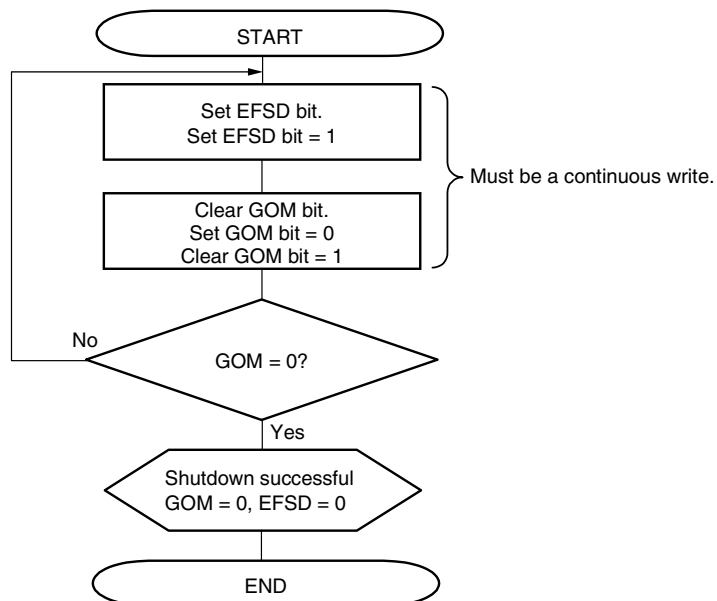 START
Set EFSD bit.
Set EFSD bit = 1
Must be a continuous write.
Clear GOM bit.
Set GOM bit = 0
Clear GOM bit = 1
No
GOM = 0?
Yes
Shutdown successful
GOM = 0, EFSD = 0
END